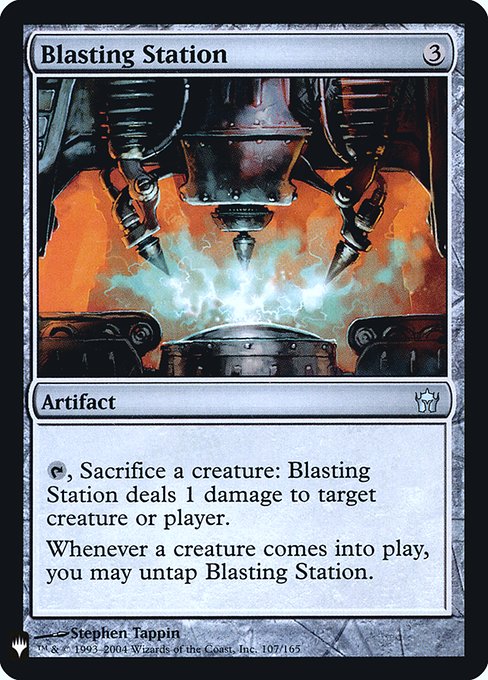 Blasting Station 3
Artifact
, Sacrifice a creature: Blasting
Station deals 1 damage to target
creature or player.
Whenever a creature comes into play,
you may untap Blasting Station.
Stephen Tappin
™ & © 1993–2004 Wizards of the Coast, Inc. 107/165